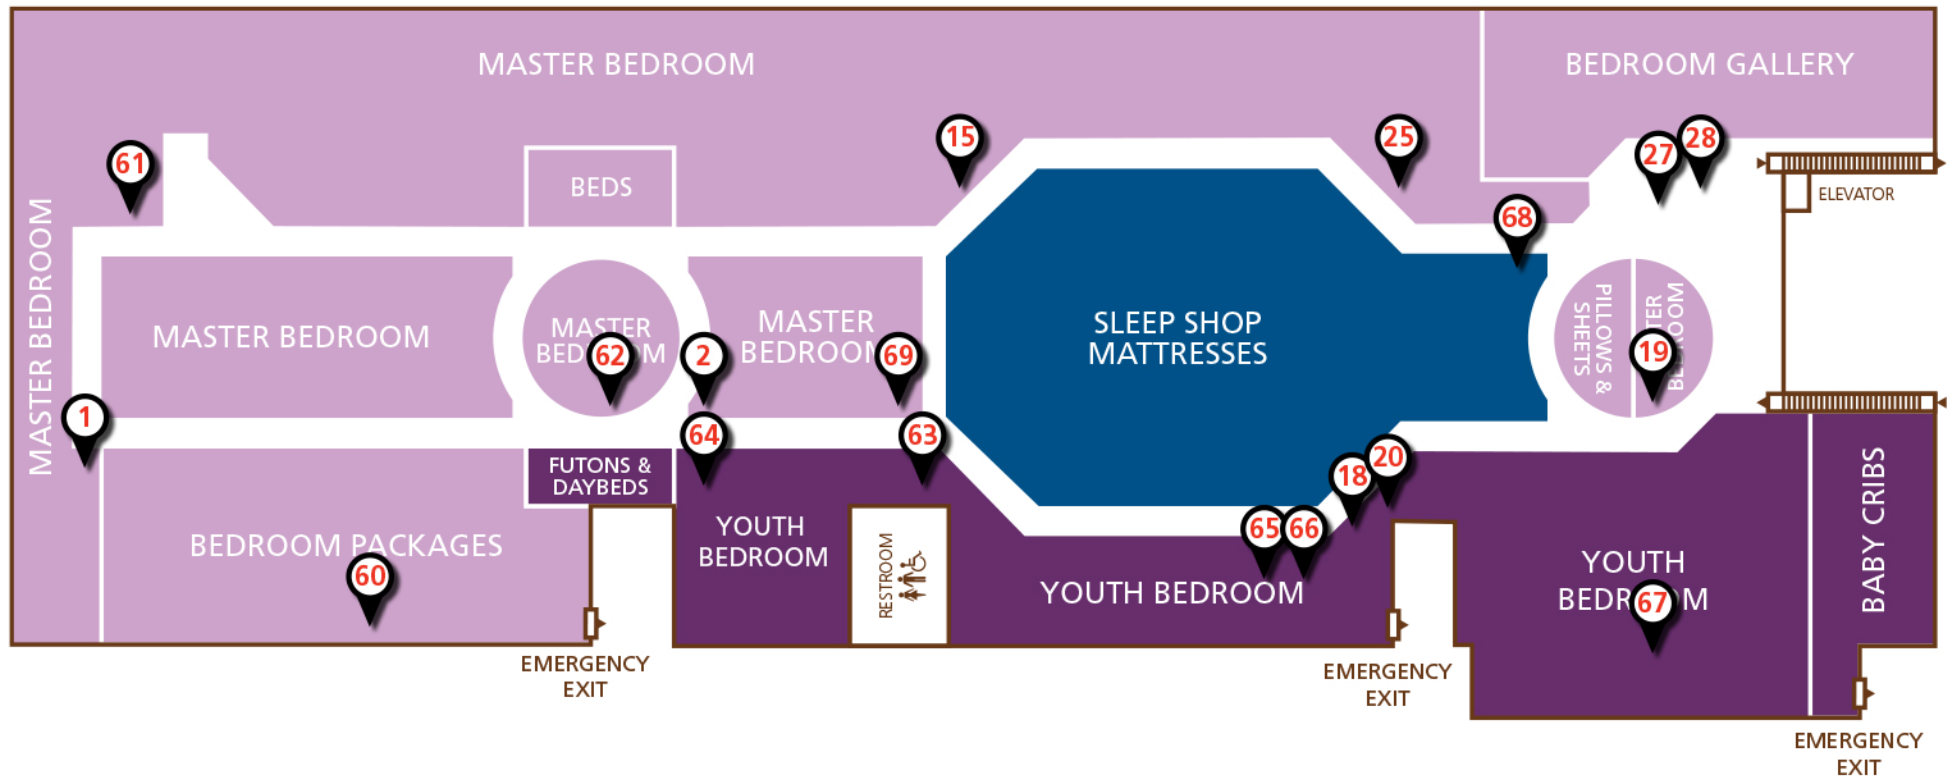 MASTER BEDROOM
BEDROOM GALLERY
15
25
28
27
61
BEDS
ELEVATOR
68
MASTER BEDROOM
MASTER BEDROOM
MASTER
62
2
MASTER
69
SLEEP SHOP
MATTRESSES
PILLOWS &
SHEETS
19
BEDROOM
1
64
63
FUTONS &
DAYBEDS
18
20
65
66
YOUTH
BEDROOM
BEDROOM PACKAGES
60
RESTROOM
YOUTH BEDROOM
YOUTH
67
BABY CRIBS
EMERGENCY
EXIT
EMERGENCY
EXIT
EMERGENCY
EXIT